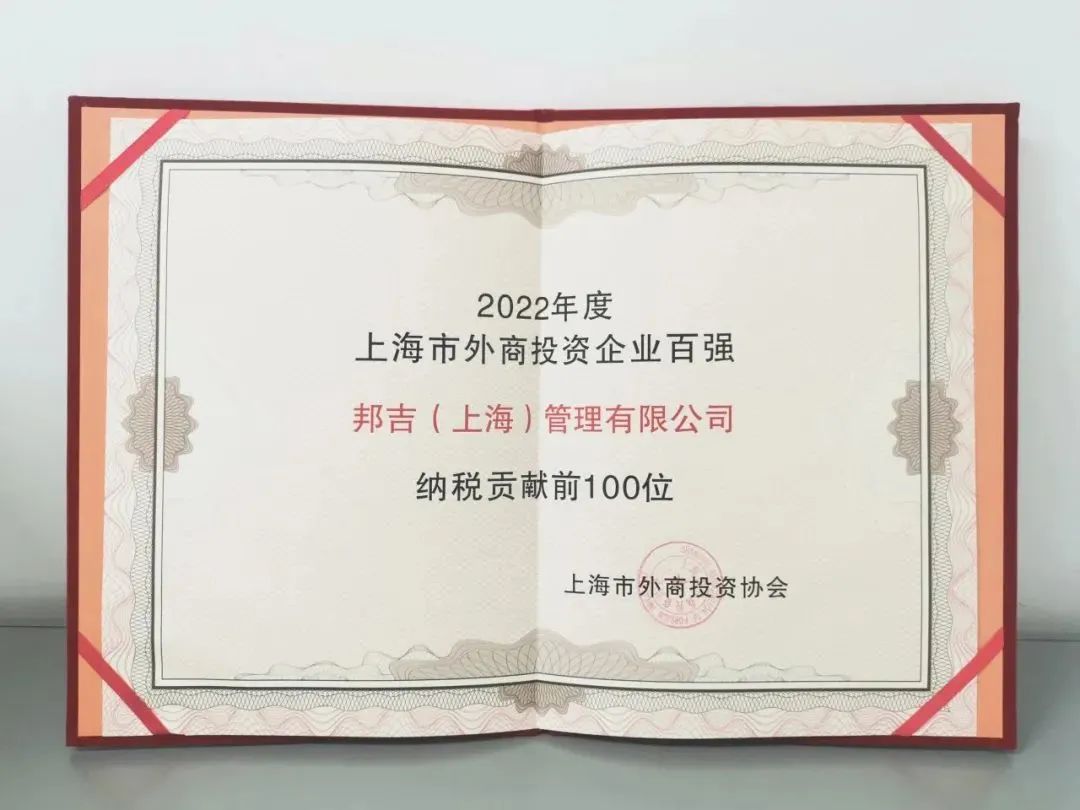 2022年度
上海市外商投资企业百强
邦吉（上海）管理有限公司
纳税贡献前100位
上海市外商投资协会